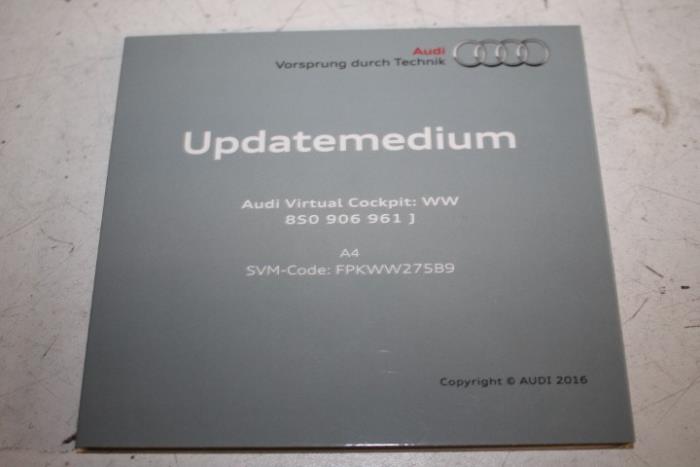 Audi
Vorsprung durch Technik
Updatemedium
Audi Virtual Cockpit: WW
8S0 906 961 J
A4
SVM-Code: FPKWW275B9
Copyright © AUDI 2016